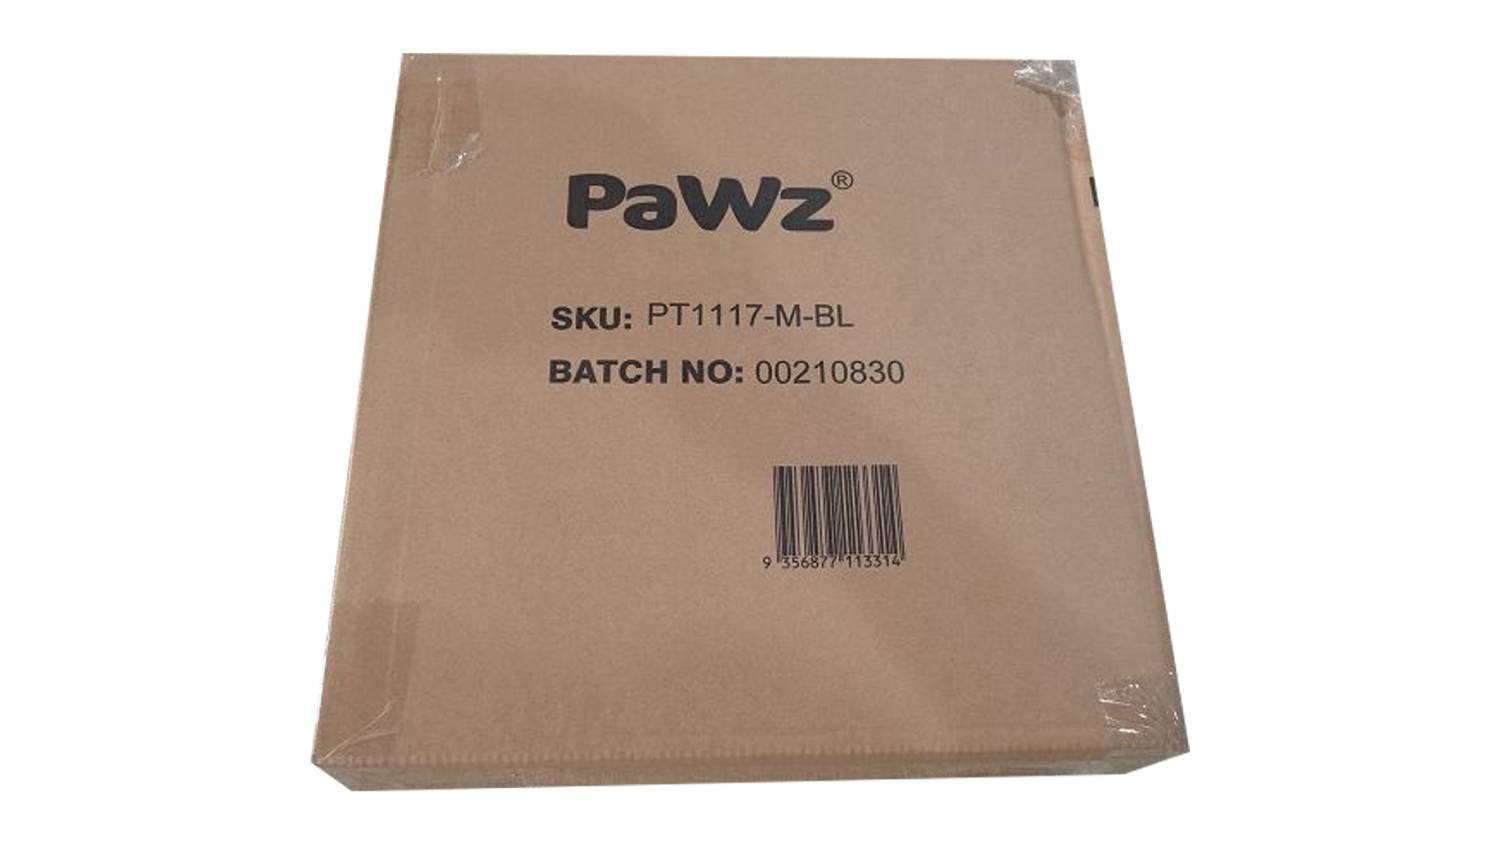 PaWz®
SKU: PT1117-M-BL
BATCH NO: 00210830
9 356877 113314